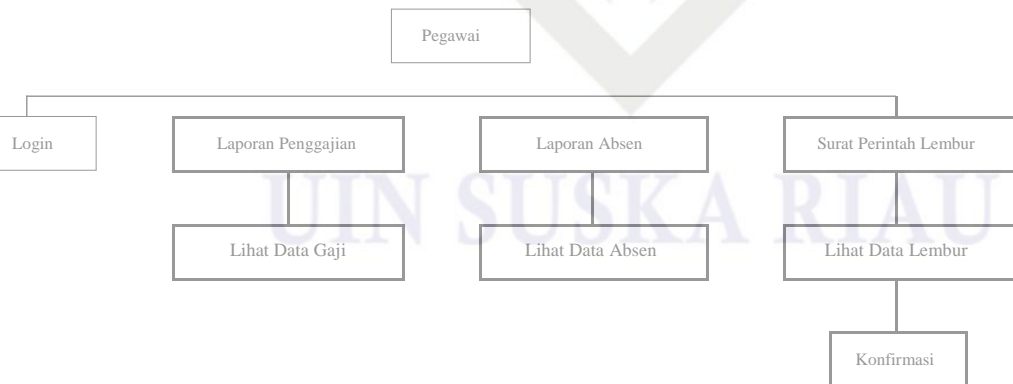 Pegawai
Login
Laporan Penggajian
Laporan Absen
Surat Perintah Lembur
UIN SUSKA RIAU
Lihat Data Gaji
Lihat Data Absen
Lihat Data Lembur
Konfirmasi